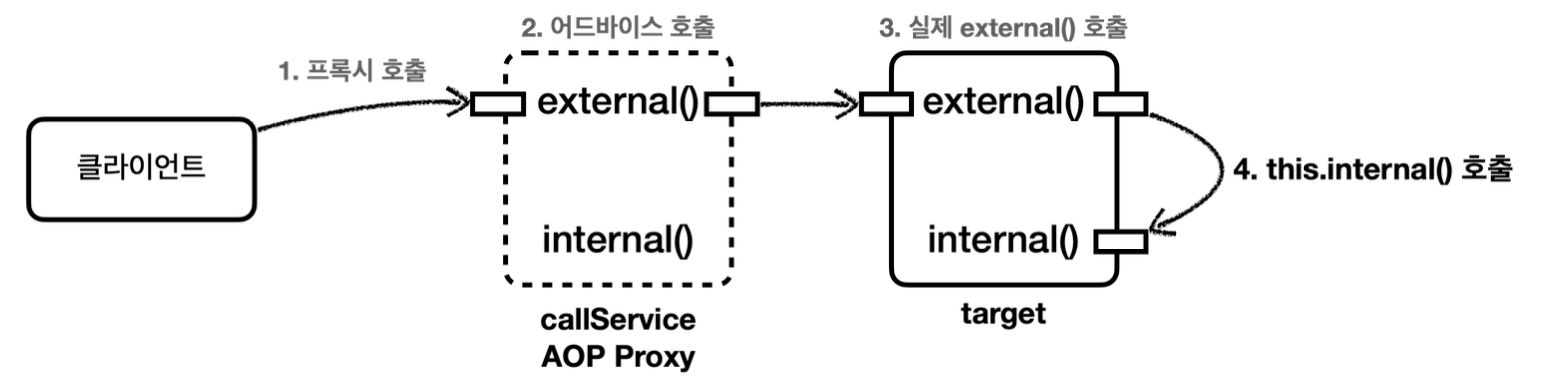 2. 어드바이스 호출
3. 실제 external() 호출
1. 프록시 호출
external()
external()
클라이언트
4. this.internal() 호출
internal()
internal()
callService
AOP Proxy
target